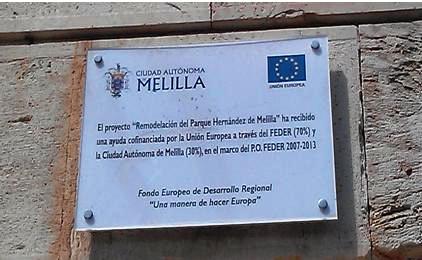 CIUDAD AUTÓNOMA
MELILLA
UNIÓN EUROPEA
El proyecto "Remodelación del Parque Hernández de Melilla" ha recibido
una ayuda cofinanciada por la Unión Europea a través del FEDER (70%) y
la Ciudad Autónoma de Melilla (30%), en el marco del P.O. FEDER 2007-2013
Fondo Europeo de Desarrollo Regional
"Una manera de hacer Europa"